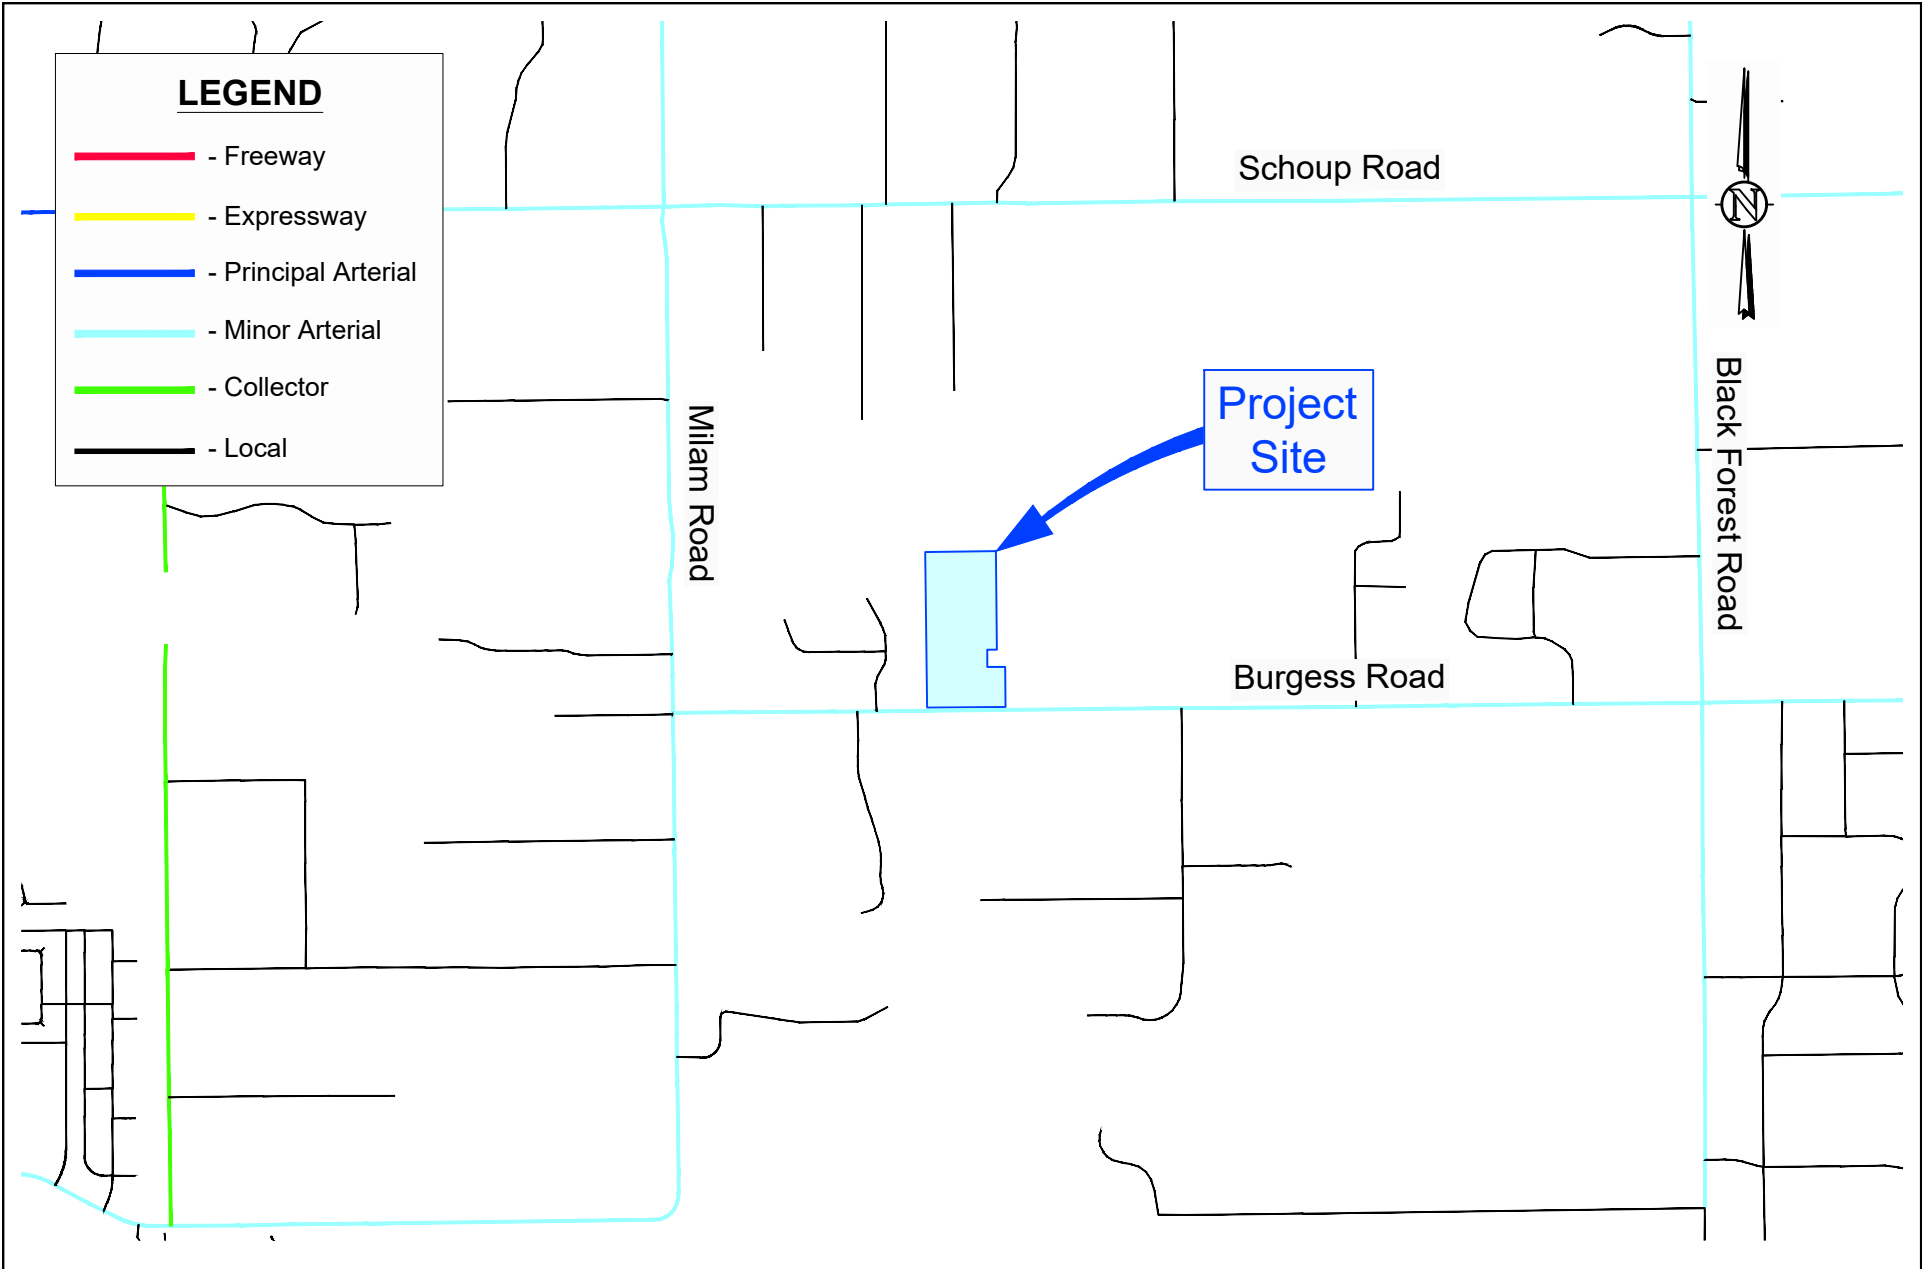 LEGEND
- Freeway
- Expressway
- Principal Arterial
- Minor Arterial
- Collector
- Local
Schoup Road
N
Project
Site
Milam Road
Black Forest Road
Burgess Road